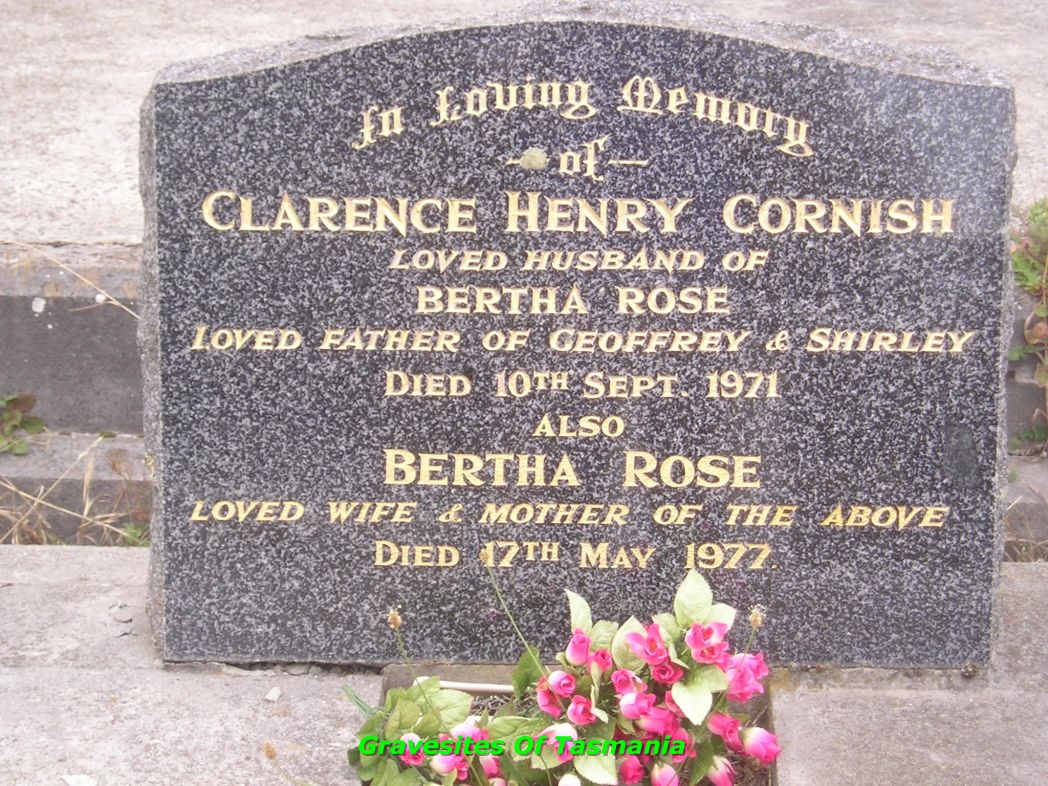 In Loving Memory
of
CLARENCE HENRY CORNISH
LOVED HUSBAND OF
BERTHA ROSE
LOVED FATHER OF GEOFFREY & SHIRLEY
DIED 10TH SEPT. 1971
ALSO
BERTHA ROSE
LOVED WIFE & MOTHER OF THE ABOVE
DIED 17TH MAY 1977.
Gravesites Of Tasmania